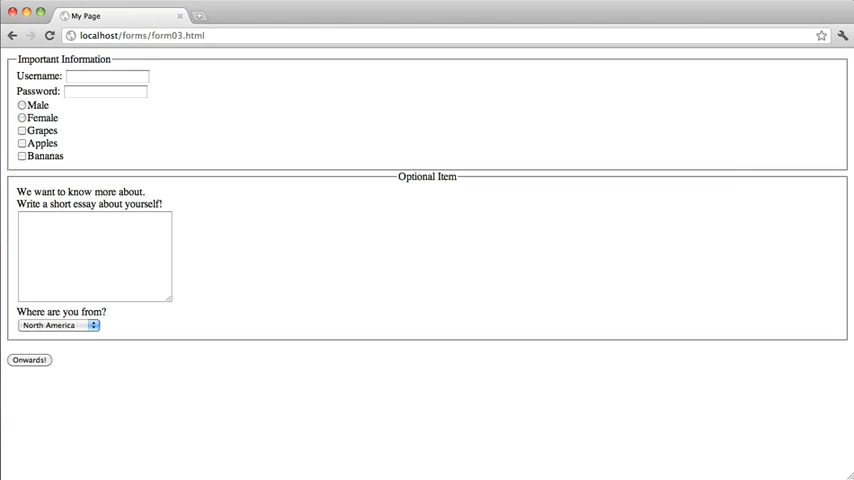 My Page
localhost/forms/form03.html
Important Information
Username:
Password:
Male
Female
Grapes
Apples
Bananas
Optional Item
We want to know more about.
Write a short essay about yourself!
Where are you from?
North America
Onwards!